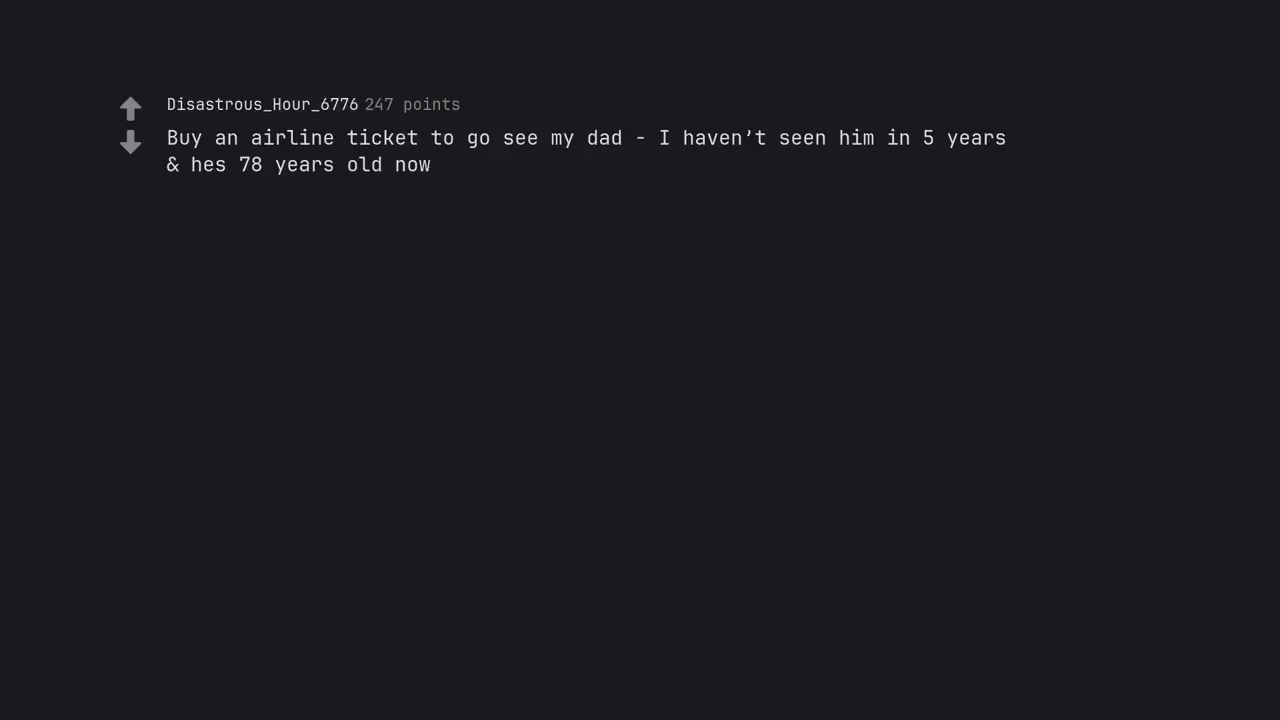 Disastrous_Hour_6776 247 points
Buy an airline ticket to go see my dad - I haven’t seen him in 5 years
& hes 78 years old now